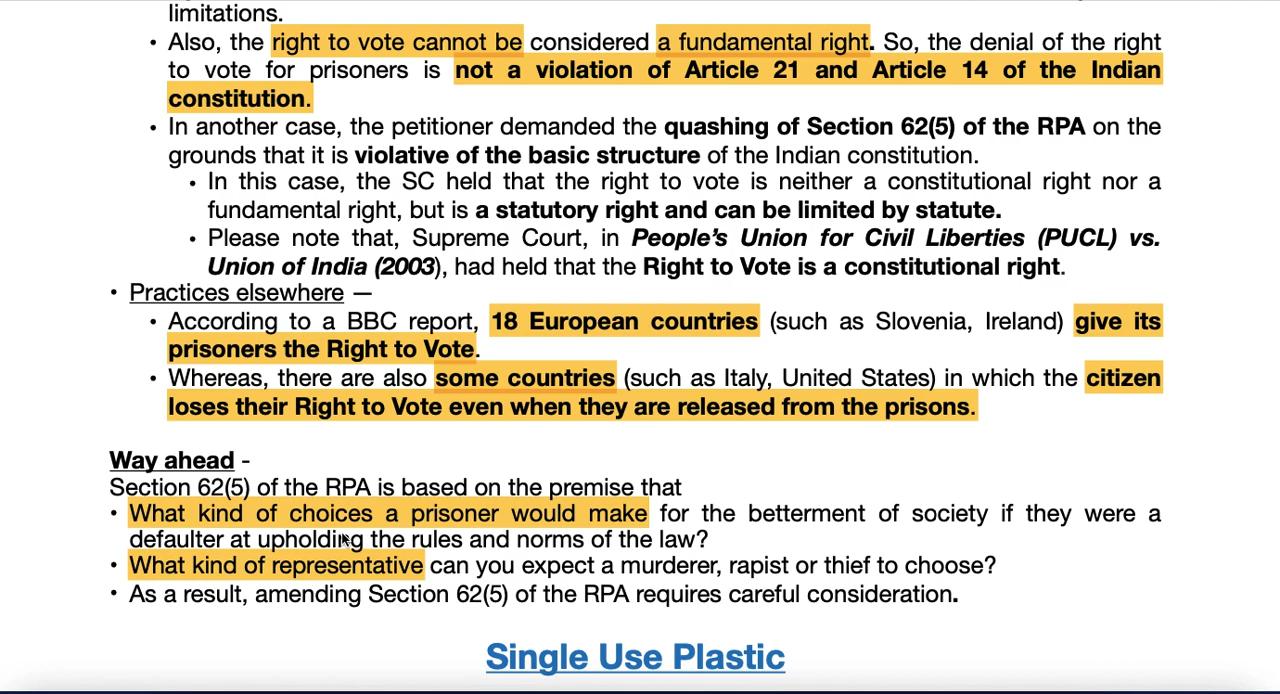 limitations.
• Also, the right to vote cannot be considered a fundamental right. So, the denial of the right
to vote for prisoners is not a violation of Article 21 and Article 14 of the Indian
constitution.
• In another case, the petitioner demanded the quashing of Section 62(5) of the RPA on the
grounds that it is violative of the basic structure of the Indian constitution.
• In this case, the SC held that the right to vote is neither a constitutional right nor a
fundamental right, but is a statutory right and can be limited by statute.
• Please note that, Supreme Court, in People's Union for Civil Liberties (PUCL) vs.
Union of India (2003), had held that the Right to Vote is a constitutional right.
• Practices elsewhere —
• According to a BBC report, 18 European countries (such as Slovenia, Ireland) give its
prisoners the Right to Vote.
• Whereas, there are also some countries (such as Italy, United States) in which the citizen
loses their Right to Vote even when they are released from the prisons.
Way ahead -
Section 62(5) of the RPA is based on the premise that
• What kind of choices a prisoner would make for the betterment of society if they were a
defaulter at upholding the rules and norms of the law?
• What kind of representative can you expect a murderer, rapist or thief to choose?
• As a result, amending Section 62(5) of the RPA requires careful consideration.
Single Use Plastic